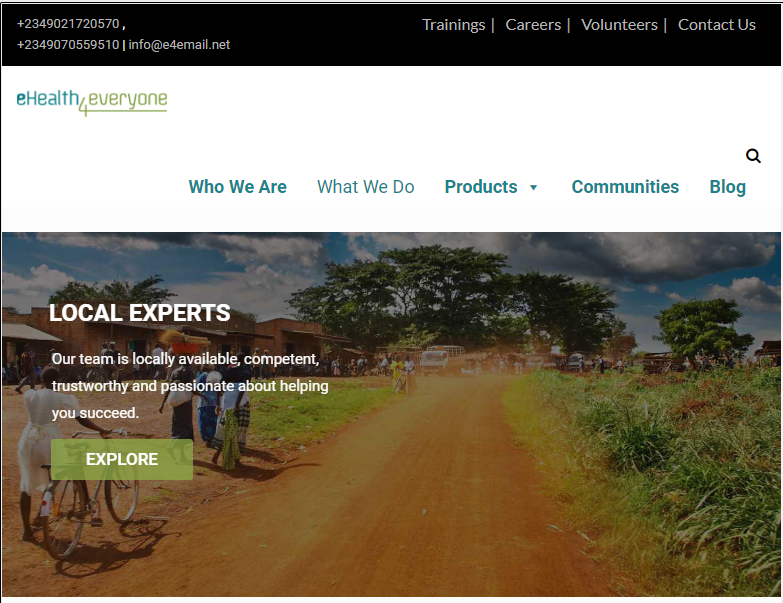 +2349021720570 ,
Trainings | Careers | Volunteers | Contact Us
+2349070559510 | info@e4email.net
eHealth4everyone
Who We Are What We Do Products Communities Blog
LOCAL EXPERTS
Our team is locally available, competent,
trustworthy and passionate about helping
you succeed.
EXPLORE